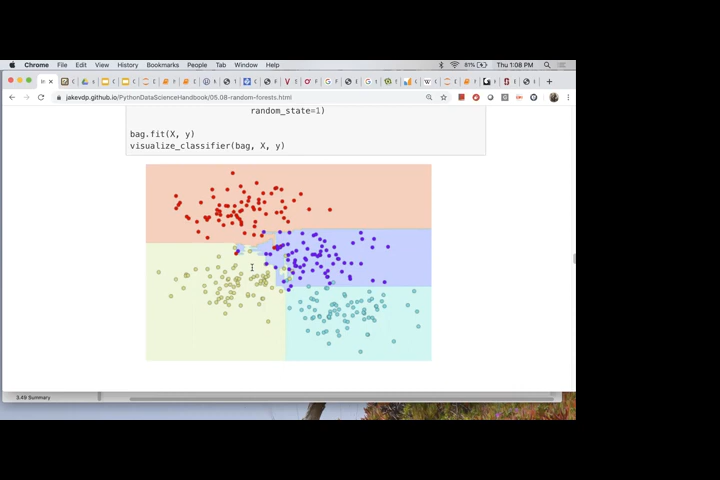 Chrome File Edit View History Bookmarks People Tab Window Help 81% Thu 1:08 PM
jakevdp.github.io/PythonDataScienceHandbook/05.08-random-forests.html
random_state=1)
bag.fit(X, y)
visualize_classifier(bag, X, y)
3.49 Summary